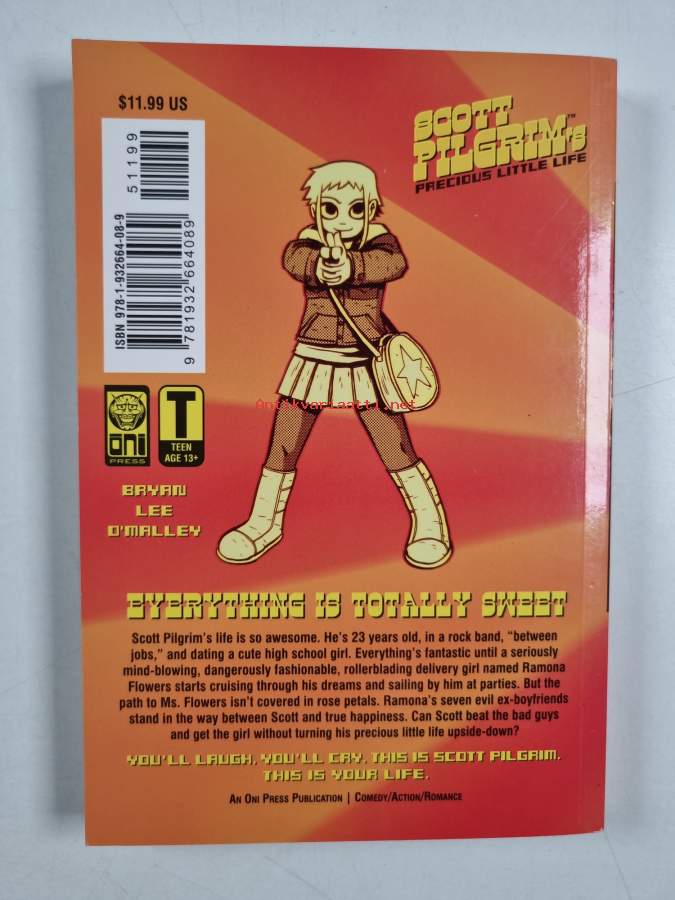 $11.99 US
SCOTT
PILGRIM'S™
PRECIOUS LITTLE LIFE
51199
ISBN 978-1-932664-08-9
9 781932 664089
Antikvariaatti.net
T
TEEN
AGE 13+
ONI
PRESS
BRYAN
LEE
O'MALLEY
EVERYTHING IS TOTALLY SWEET
Scott Pilgrim's life is so awesome. He's 23 years old, in a rock band, “between
jobs,” and dating a cute high school girl. Everything's fantastic until a seriously
mind-blowing, dangerously fashionable, rollerblading delivery girl named Ramona
Flowers starts cruising through his dreams and sailing by him at parties. But the
path to Ms. Flowers isn't covered in rose petals. Ramona's seven evil ex-boyfriends
stand in the way between Scott and true happiness. Can Scott beat the bad guys
and get the girl without turning his precious little life upside-down?
YOU'LL LAUGH, YOU'LL CRY. THIS IS SCOTT PILGRIM.
THIS IS YOUR LIFE.
An Oni Press Publication | Comedy/Action/Romance